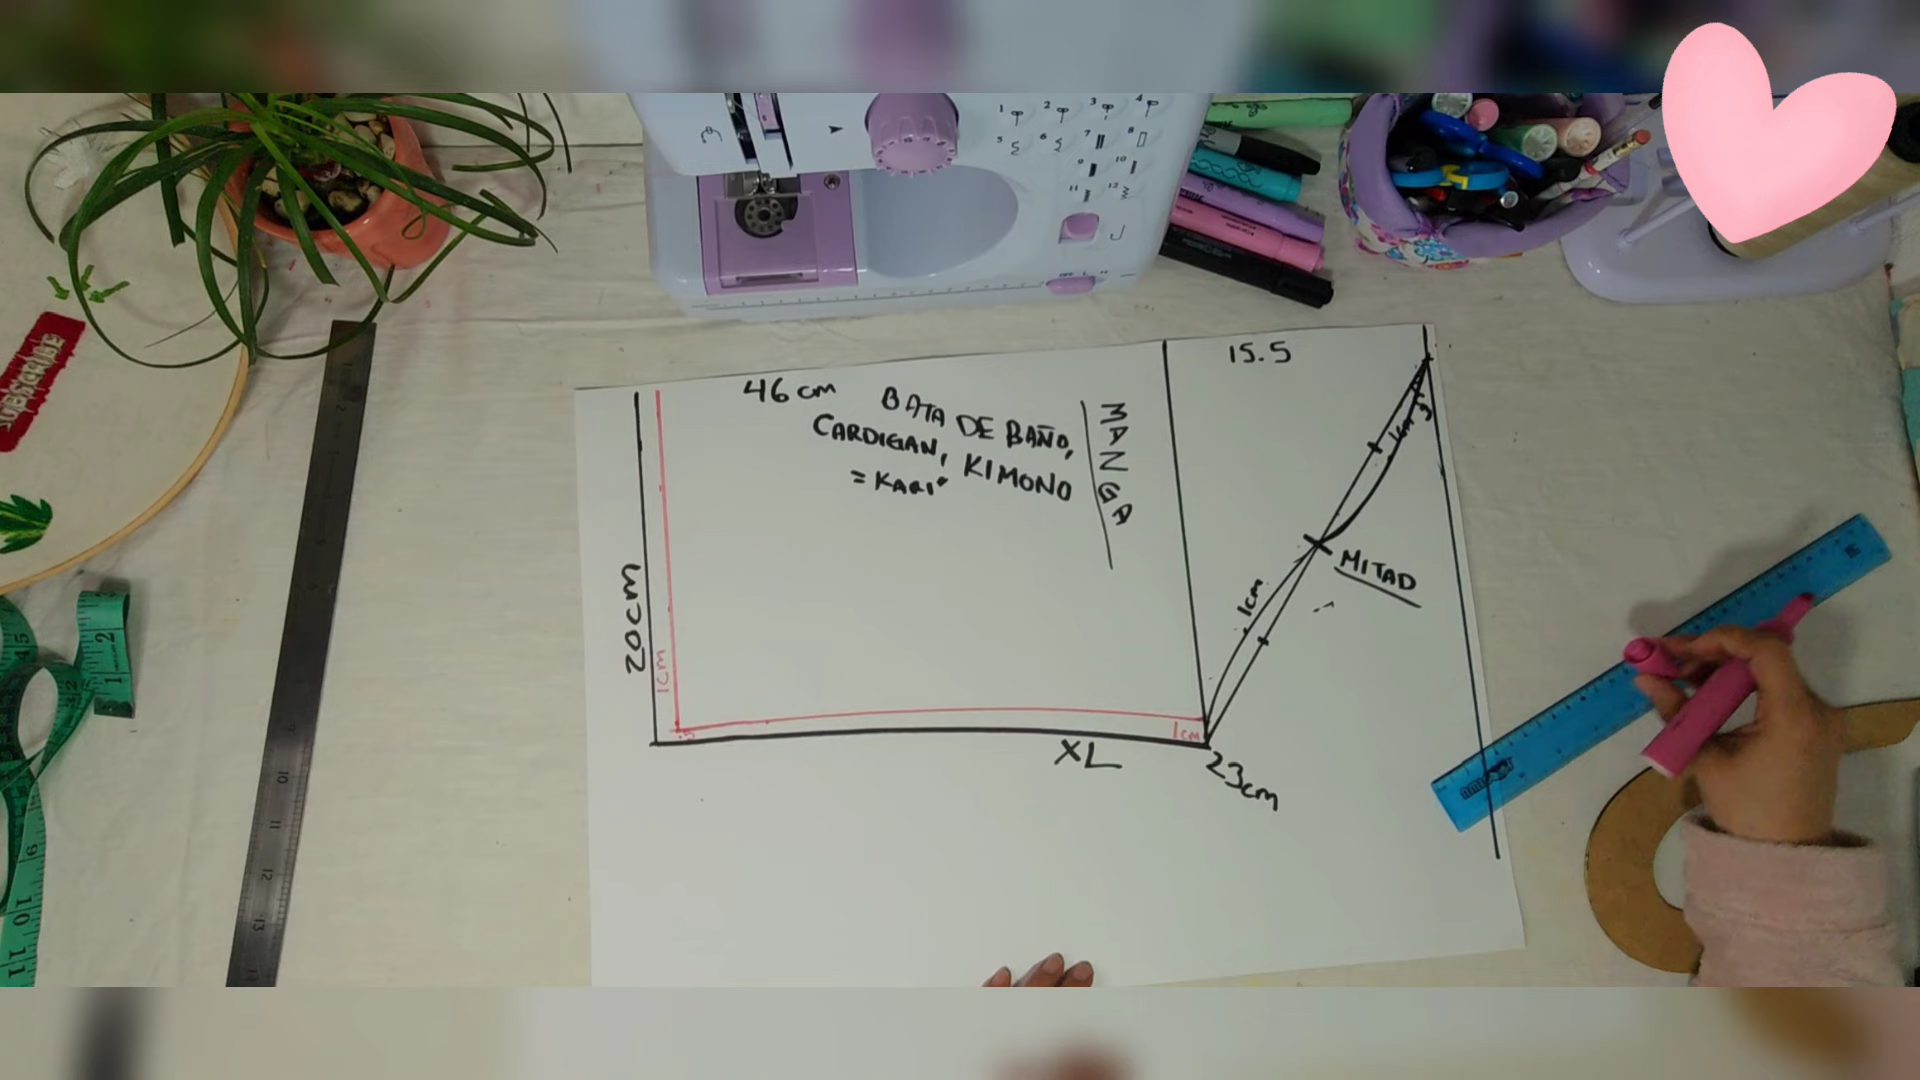 46 cm
BATA DE BAÑO,
CARDIGAN, KIMONO
= KARI"
MANGA
15.5
20cm
1cm
1cm
XL
23cm
1cm
1cm
MITAD
SUBSCRIBE